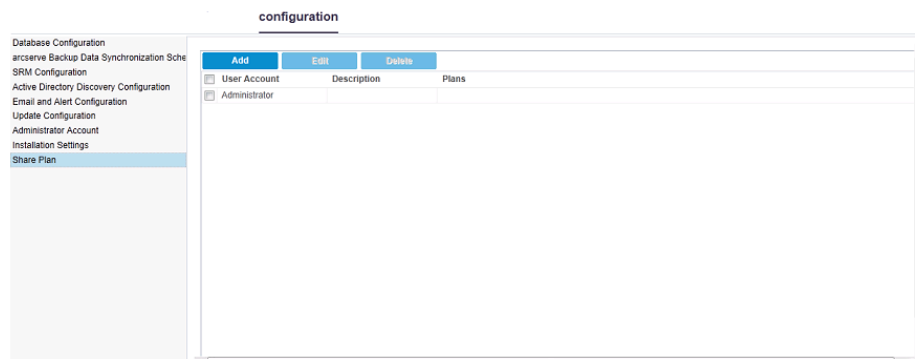 configuration
Database Configuration
arcserve Backup Data Synchronization Sche
SRM Configuration
Active Directory Discovery Configuration
Email and Alert Configuration
Update Configuration
Administrator Account
Installation Settings
Share Plan
Add Edit Delete
User Account Description Plans
Administrator